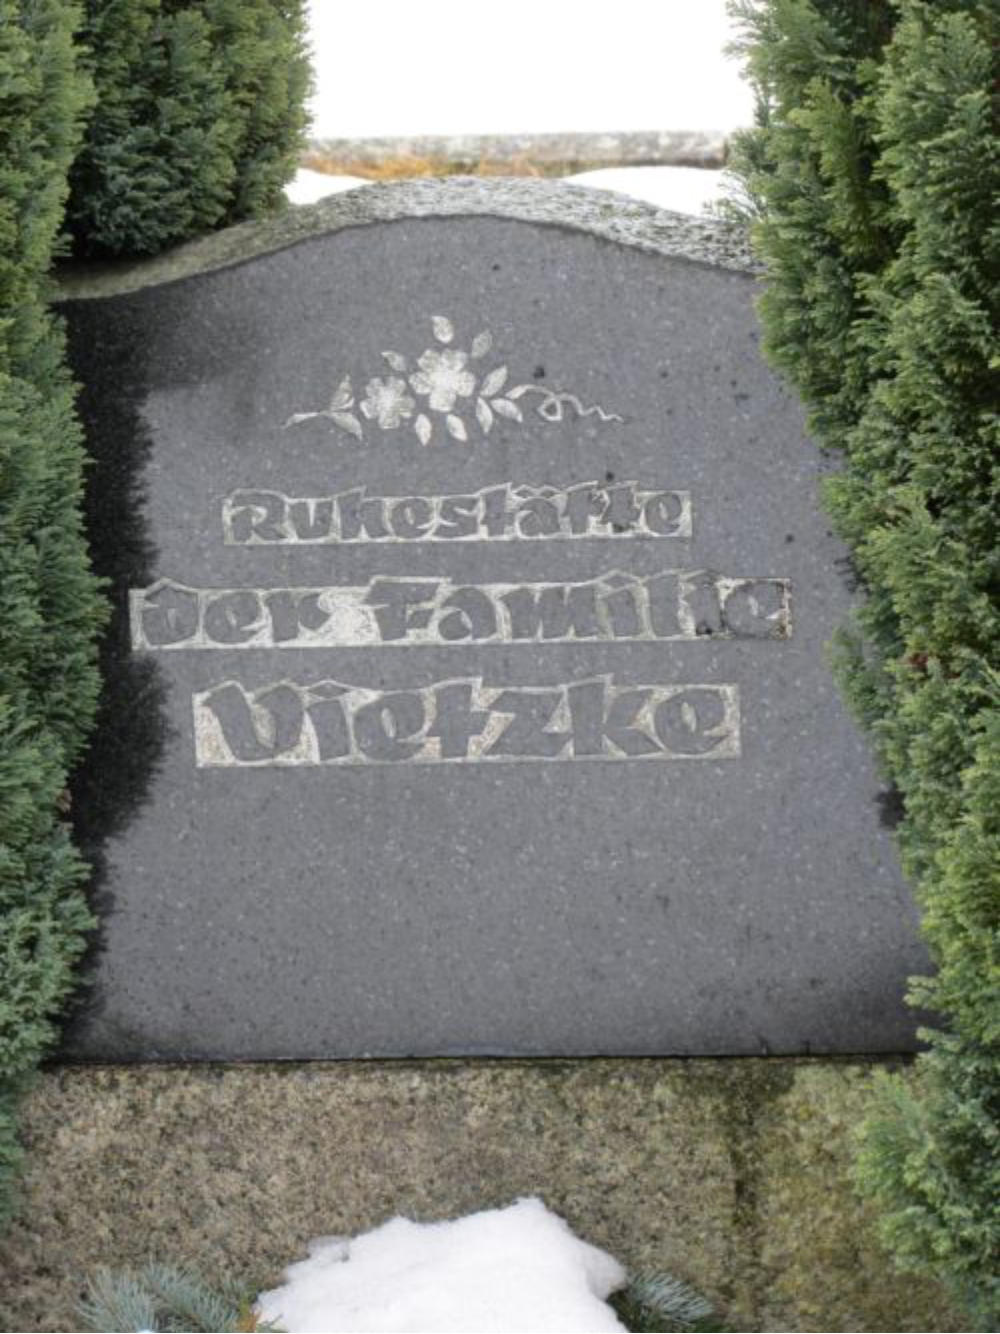 Ruhestätte
der Familie
Vietzke